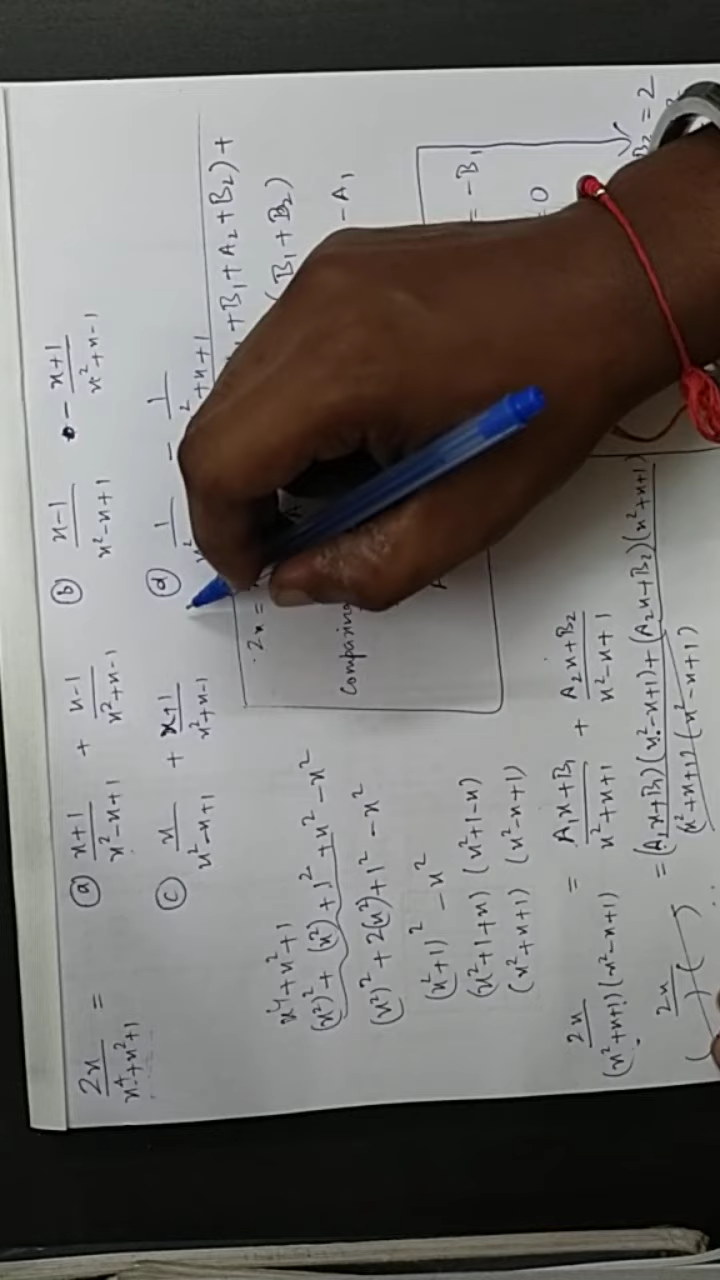 2x/(x⁴+x²+1) =
ⓐ (x+1)/(x²-x+1) + (x-1)/(x²+x-1)
ⓑ (x-1)/(x²-x+1) - (x+1)/(x²+x-1)
ⓒ x/(x²-x+1) + (x+1)/(x²+x-1)
ⓓ 1/ - 1/ ² +x+1
x⁴+x²+1
(x²)² + (x²) + 1² + x² - x²
(x²)² + 2(x²) + 1² - x²
(x²+1)² - x²
(x²+1+x) (x²+1-x)
(x²+x+1) (x²-x+1)
2x/(x²+x+1)(x²-x+1) = (A₁x+B₁)/(x²+x+1) + (A₂x+B₂)/(x²-x+1)
2x/( )( ) = (A₁x+B₁)(x²-x+1)+(A₂x+B₂)(x²+x+1)/(x²+x+1)(x²-x+1)
2x = +B₁+A₂+B₂) +
(B₁+B₂)
Comparing - A₁
= -B₁
= 0
B₂ = 2